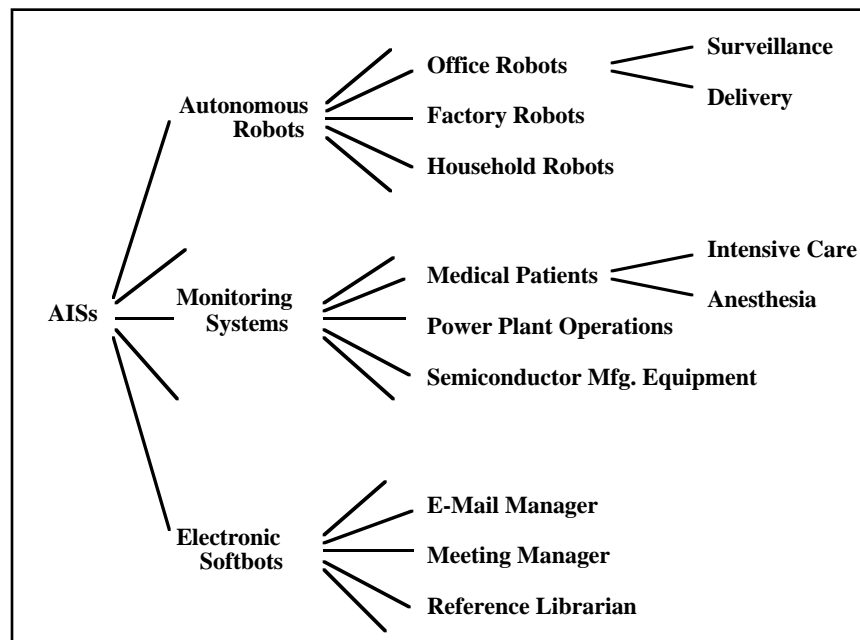 Surveillance
Office Robots
Delivery
Autonomous
Robots
Factory Robots
Household Robots
Intensive Care
Medical Patients
Anesthesia
AISs
Monitoring
Systems
Power Plant Operations
Semiconductor Mfg. Equipment
E-Mail Manager
Electronic
Softbots
Meeting Manager
Reference Librarian